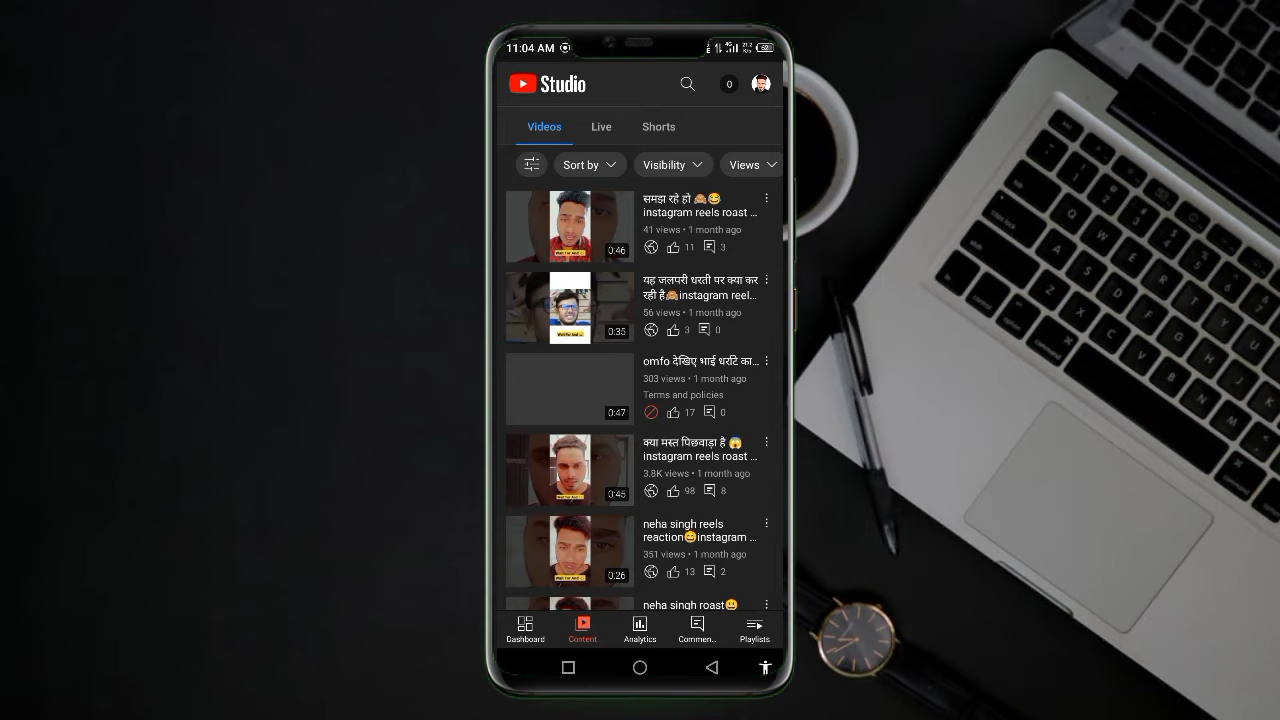 11:04 AM
62
Studio
0
Videos Live Shorts
Sort by Visibility Views
समझ रहे हो 🙈😂
instagram reels roast ...
41 views • 1 month ago
11 3
0:46
यह जलपरी धरती पर क्या कर
रही है🙈instagram reel...
56 views • 1 month ago
3 0
0:35
omfo देखिए भाई धरति का...
303 views • 1 month ago
Terms and policies
17 0
0:47
क्या मस्त पिछवाड़ा है 😱
instagram reels roast ...
3.8K views • 1 month ago
98 8
0:45
neha singh reels
reaction😄instagram ...
351 views • 1 month ago
13 2
0:26
neha singh roast😃
Dashboard Content Analytics Commen... Playlists